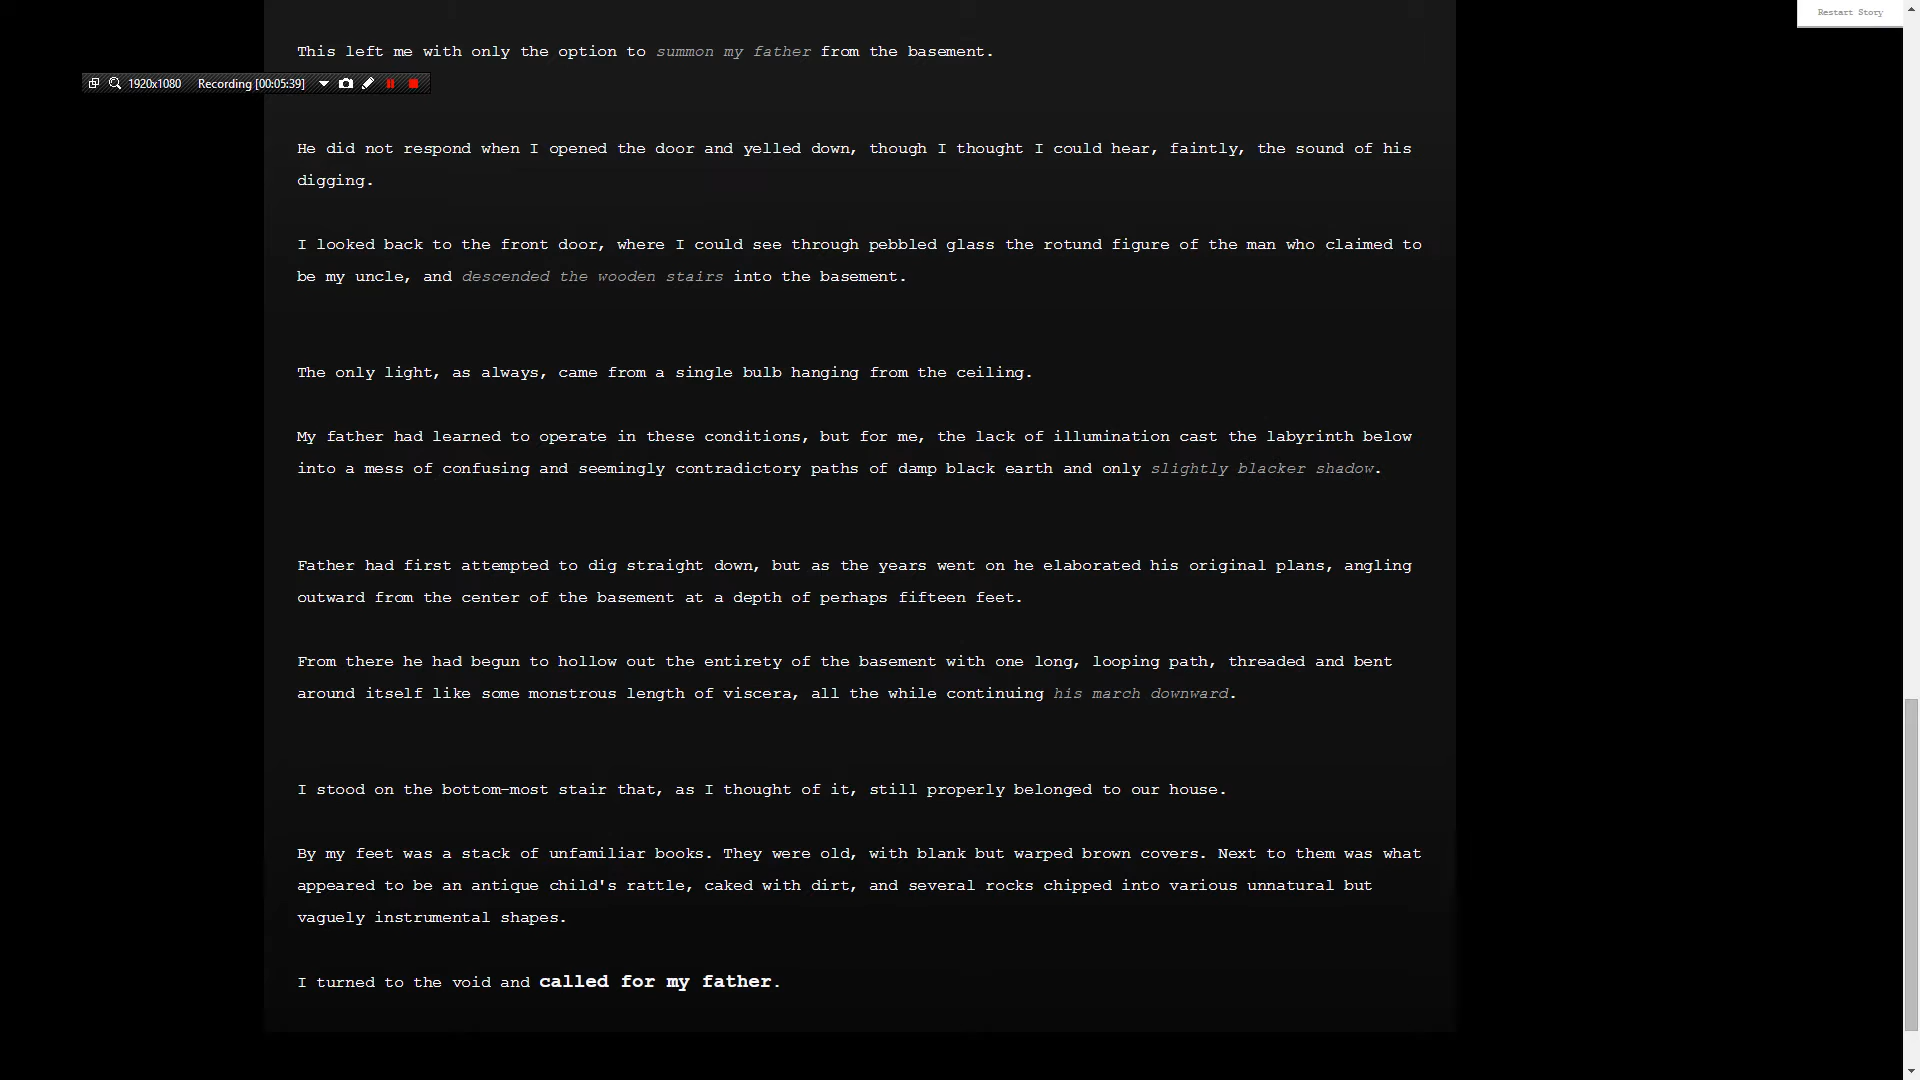 Restart Story
This left me with only the option to summon my father from the basement.
1920x1080 Recording [00:05:39]
He did not respond when I opened the door and yelled down, though I thought I could hear, faintly, the sound of his
digging.
I looked back to the front door, where I could see through pebbled glass the rotund figure of the man who claimed to
be my uncle, and descended the wooden stairs into the basement.
The only light, as always, came from a single bulb hanging from the ceiling.
My father had learned to operate in these conditions, but for me, the lack of illumination cast the labyrinth below
into a mess of confusing and seemingly contradictory paths of damp black earth and only slightly blacker shadow.
Father had first attempted to dig straight down, but as the years went on he elaborated his original plans, angling
outward from the center of the basement at a depth of perhaps fifteen feet.
From there he had begun to hollow out the entirety of the basement with one long, looping path, threaded and bent
around itself like some monstrous length of viscera, all the while continuing his march downward.
I stood on the bottom-most stair that, as I thought of it, still properly belonged to our house.
By my feet was a stack of unfamiliar books. They were old, with blank but warped brown covers. Next to them was what
appeared to be an antique child's rattle, caked with dirt, and several rocks chipped into various unnatural but
vaguely instrumental shapes.
I turned to the void and called for my father.